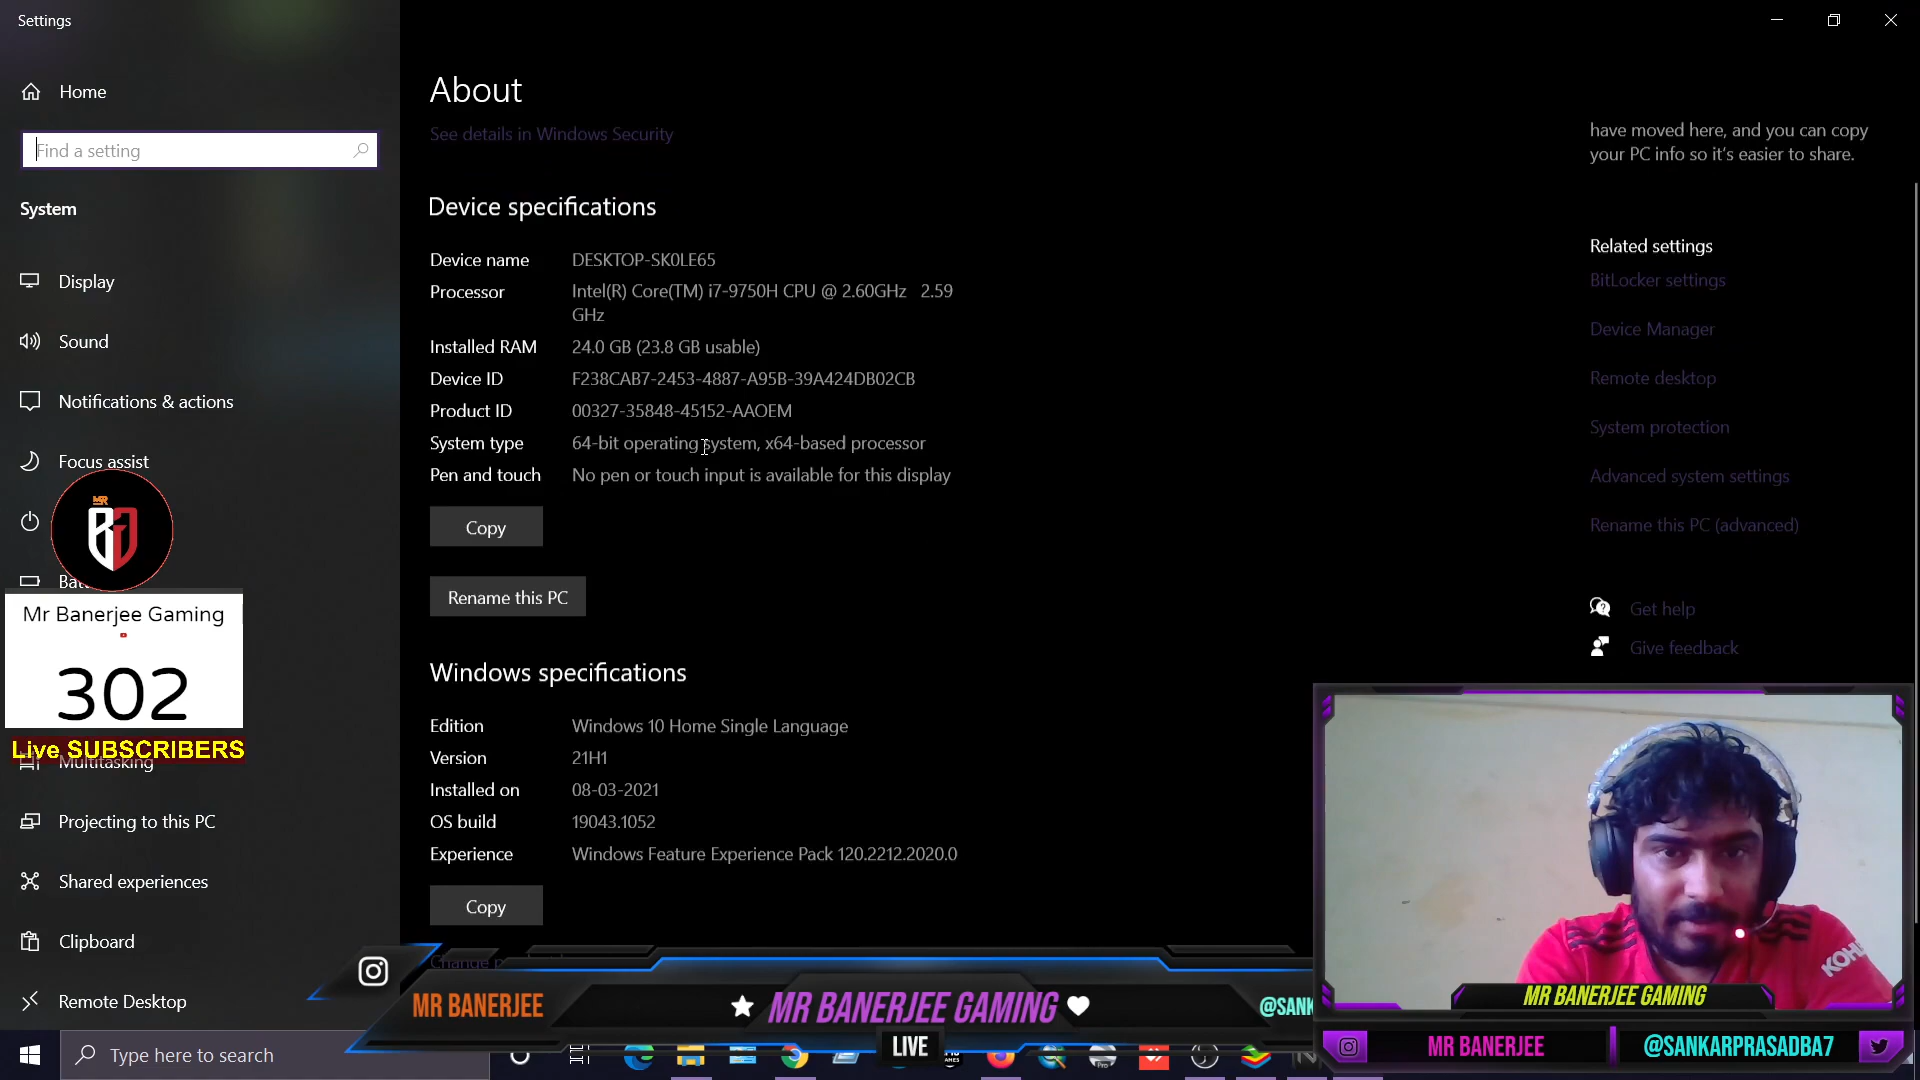 Settings
Home
Find a setting
System
Display
Sound
Notifications & actions
Focus assist
MR
Mr Banerjee Gaming
302
Live SUBSCRIBERS
Multitasking
Projecting to this PC
Shared experiences
Clipboard
Remote Desktop
Type here to search
About
See details in Windows Security
Device specifications
Device name DESKTOP-SK0LE65
Processor Intel(R) Core(TM) i7-9750H CPU @ 2.60GHz 2.59
GHz
Installed RAM 24.0 GB (23.8 GB usable)
Device ID F238CAB7-2453-4887-A95B-39A424DB02CB
Product ID 00327-35848-45152-AAOEM
System type 64-bit operating system, x64-based processor
Pen and touch No pen or touch input is available for this display
Copy
Rename this PC
Windows specifications
Edition Windows 10 Home Single Language
Version 21H1
Installed on 08-03-2021
OS build 19043.1052
Experience Windows Feature Experience Pack 120.2212.2020.0
Copy
have moved here, and you can copy
your PC info so it's easier to share.
Related settings
BitLocker settings
Device Manager
Remote desktop
System protection
Advanced system settings
Rename this PC (advanced)
Get help
Give feedback
MR BANERJEE
MR BANERJEE GAMING
@SANK
LIVE
KOHL
MR BANERJEE GAMING
MR BANERJEE
@SANKARPRASADBA7